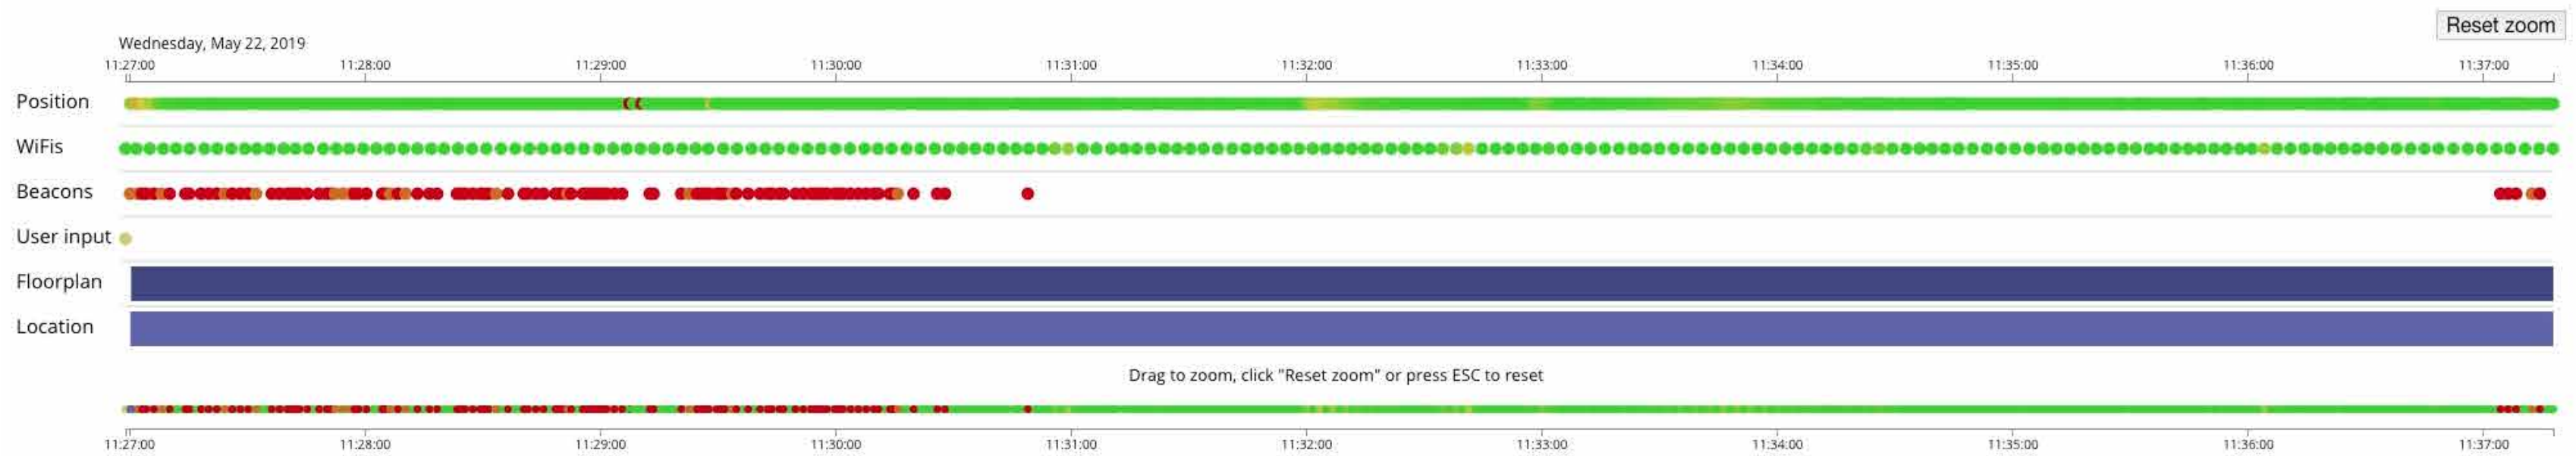 Reset zoom
Wednesday, May 22, 2019
11:27:00 11:28:00 11:29:00 11:30:00 11:31:00 11:32:00 11:33:00 11:34:00 11:35:00 11:36:00 11:37:00
Position
WiFis
Beacons
User input
Floorplan
Location
Drag to zoom, click "Reset zoom" or press ESC to reset
11:27:00 11:28:00 11:29:00 11:30:00 11:31:00 11:32:00 11:33:00 11:34:00 11:35:00 11:36:00 11:37:00